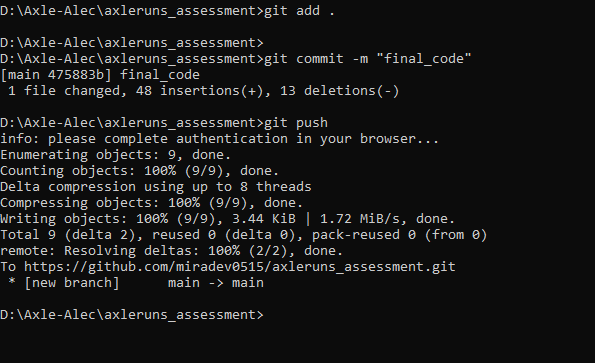 D:\Axle-Alec\axleruns_assessment>git add .
D:\Axle-Alec\axleruns_assessment>
D:\Axle-Alec\axleruns_assessment>git commit -m "final_code"
[main 475883b] final_code
 1 file changed, 48 insertions(+), 13 deletions(-)
D:\Axle-Alec\axleruns_assessment>git push
info: please complete authentication in your browser...
Enumerating objects: 9, done.
Counting objects: 100% (9/9), done.
Delta compression using up to 8 threads
Compressing objects: 100% (9/9), done.
Writing objects: 100% (9/9), 3.44 KiB | 1.72 MiB/s, done.
Total 9 (delta 2), reused 0 (delta 0), pack-reused 0 (from 0)
remote: Resolving deltas: 100% (2/2), done.
To https://github.com/miradev0515/axleruns_assessment.git
 * [new branch]      main -> main
D:\Axle-Alec\axleruns_assessment>